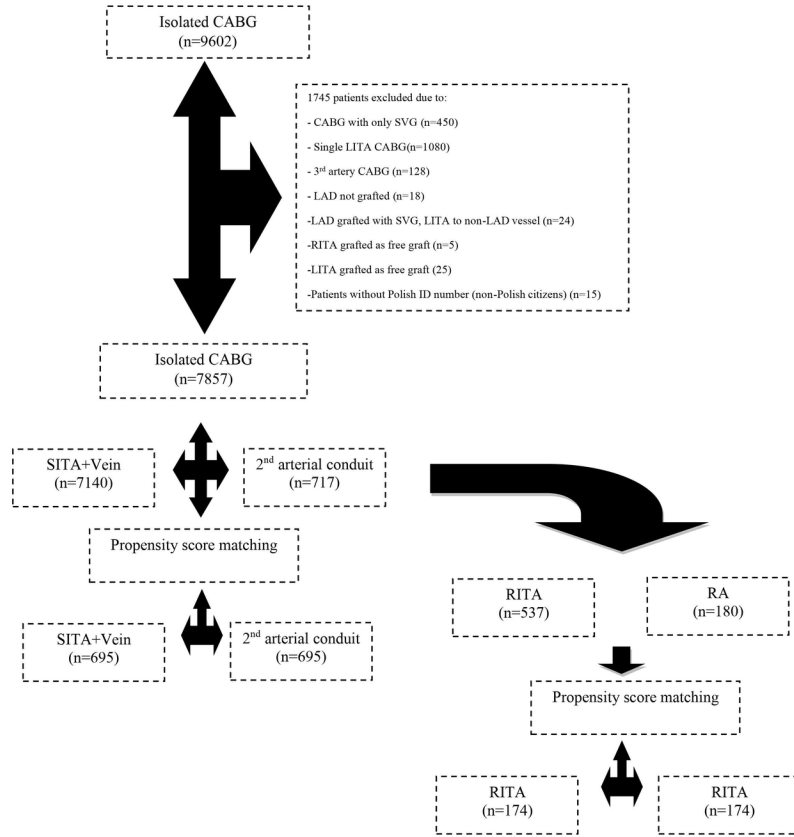 Isolated CABG
(n=9602)
1745 patients excluded due to:
- CABG with only SVG (n=450)
- Single LITA CABG(n=1080)
- 3rd artery CABG (n=128)
- LAD not grafted (n=18)
-LAD grafted with SVG, LITA to non-LAD vessel (n=24)
-RITA grafted as free graft (n=5)
-LITA grafted as free graft (25)
-Patients without Polish ID number (non-Polish citizens) (n=15)
Isolated CABG
(n=7857)
SITA+Vein
(n=7140)
2nd arterial conduit
(n=717)
Propensity score matching
SITA+Vein
(n=695)
2nd arterial conduit
(n=695)
RITA
(n=537)
RA
(n=180)
Propensity score matching
RITA
(n=174)
RITA
(n=174)